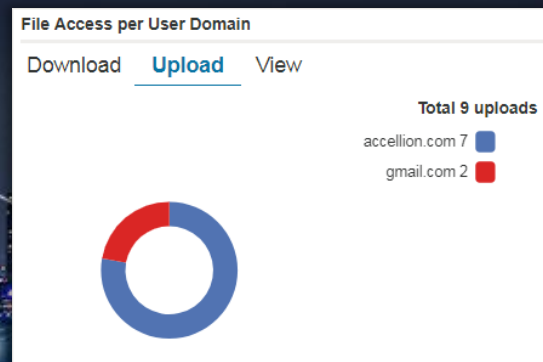 File Access per User Domain
Download Upload View
Total 9 uploads
accellion.com 7
gmail.com 2